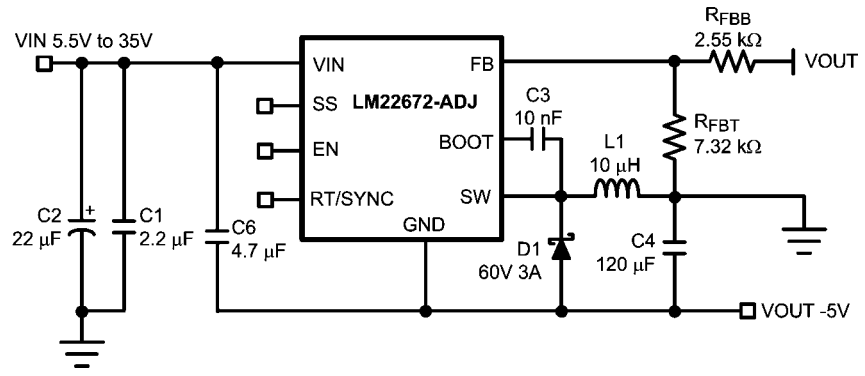 VIN 5.5V to 35V
VIN
FB
RFBB
2.55 kΩ
VOUT
SS
LM22672-ADJ
C3
10 nF
RFBT
7.32 kΩ
EN
BOOT
L1
10 μH
RT/SYNC
SW
GND
C2
22 μF
+
C1
2.2 μF
C6
4.7 μF
D1
60V 3A
C4
120 μF
VOUT -5V